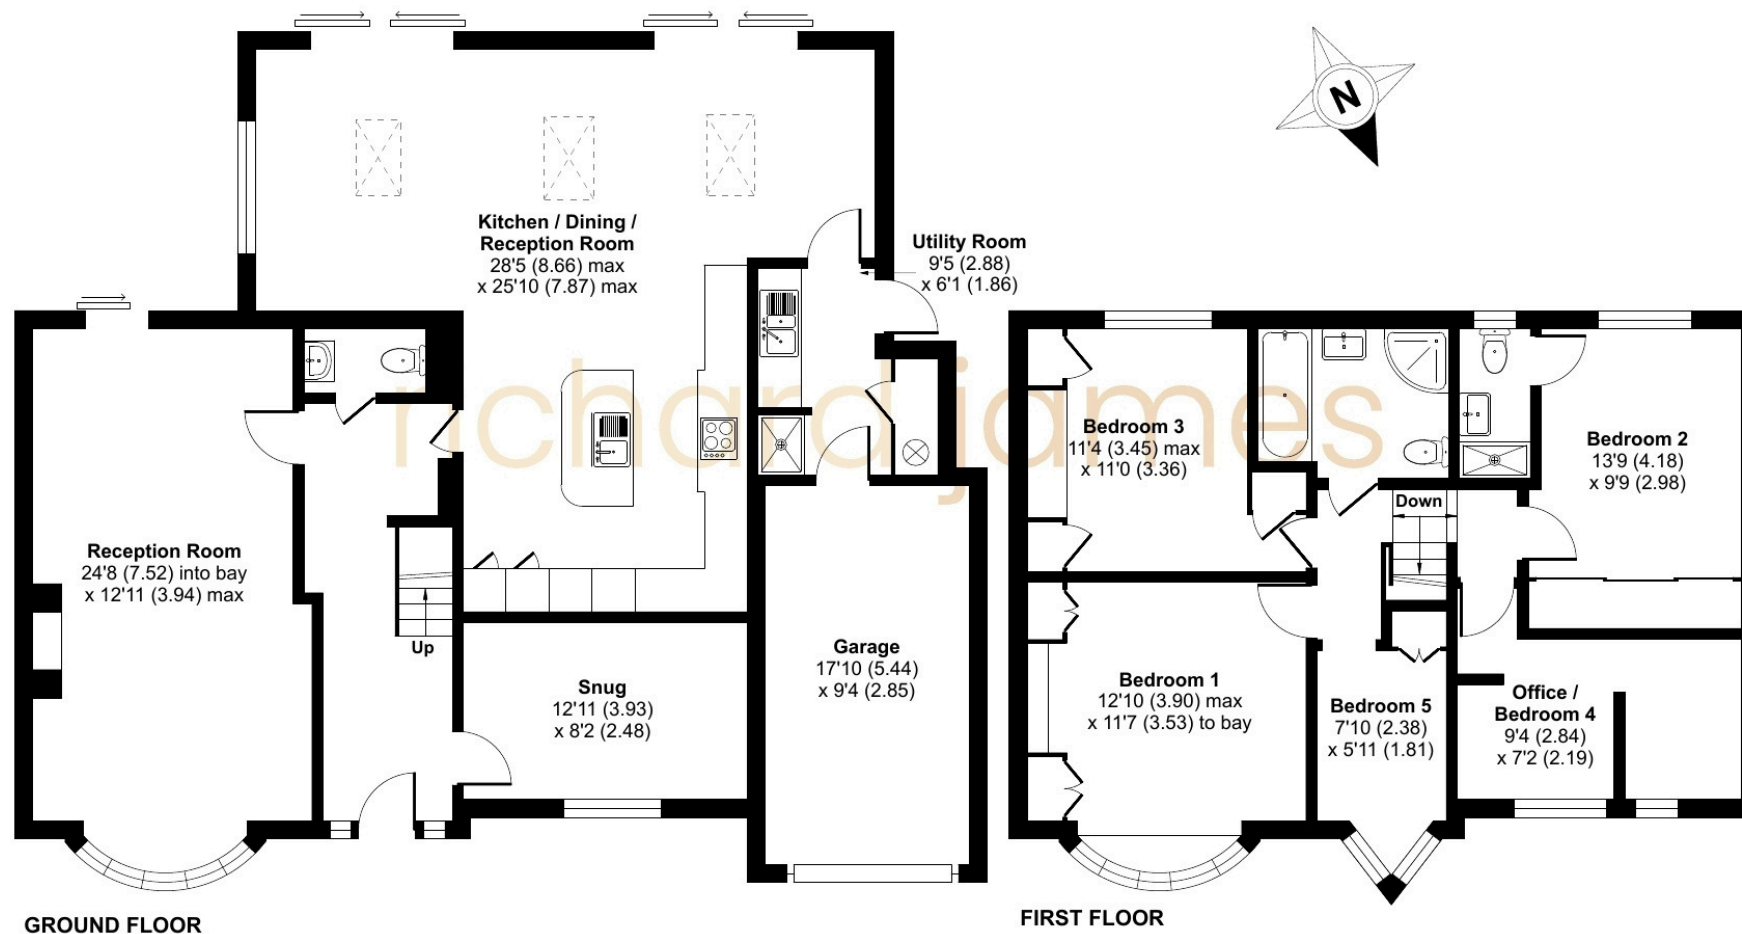 N
Kitchen / Dining /
Reception Room
28'5 (8.66) max
x 25'10 (7.87) max
Utility Room
9'5 (2.88)
x 6'1 (1.86)
richard james
Reception Room
24'8 (7.52) into bay
x 12'11 (3.94) max
Up
Snug
12'11 (3.93)
x 8'2 (2.48)
Garage
17'10 (5.44)
x 9'4 (2.85)
GROUND FLOOR
Bedroom 3
11'4 (3.45) max
x 11'0 (3.36)
Bedroom 2
13'9 (4.18)
x 9'9 (2.98)
Down
Bedroom 1
12'10 (3.90) max
x 11'7 (3.53) to bay
Bedroom 5
7'10 (2.38)
x 5'11 (1.81)
Office /
Bedroom 4
9'4 (2.84)
x 7'2 (2.19)
FIRST FLOOR